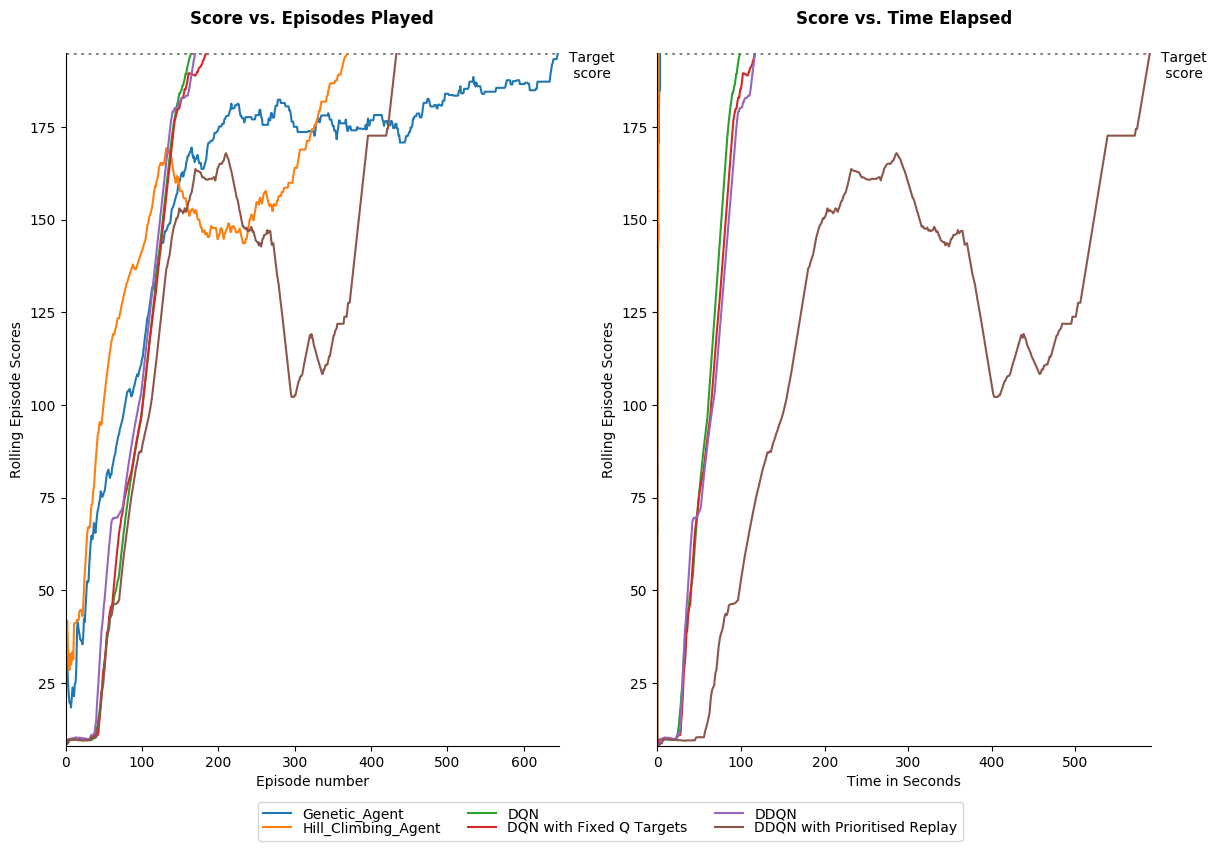 Score vs. Episodes Played
Target
score
Rolling Episode Scores
175
150
125
100
75
50
25
0 100 200 300 400 500 600
Episode number
Score vs. Time Elapsed
Target
score
Rolling Episode Scores
175
150
125
100
75
50
25
0 100 200 300 400 500
Time in Seconds
Genetic_Agent
Hill_Climbing_Agent
DQN
DQN with Fixed Q Targets
DDQN
DDQN with Prioritised Replay